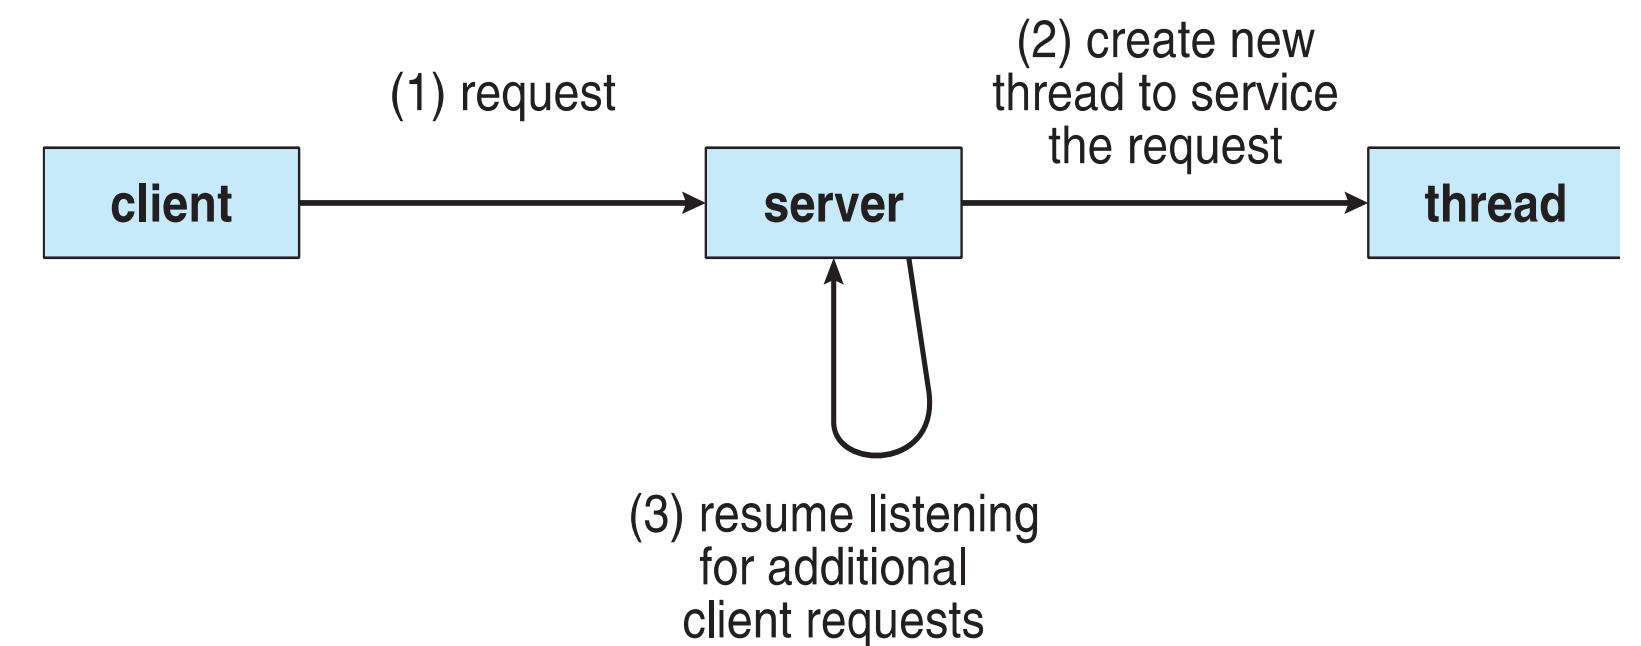 (1) request
(2) create new
thread to service
the request
client
server
thread
(3) resume listening
for additional
client requests